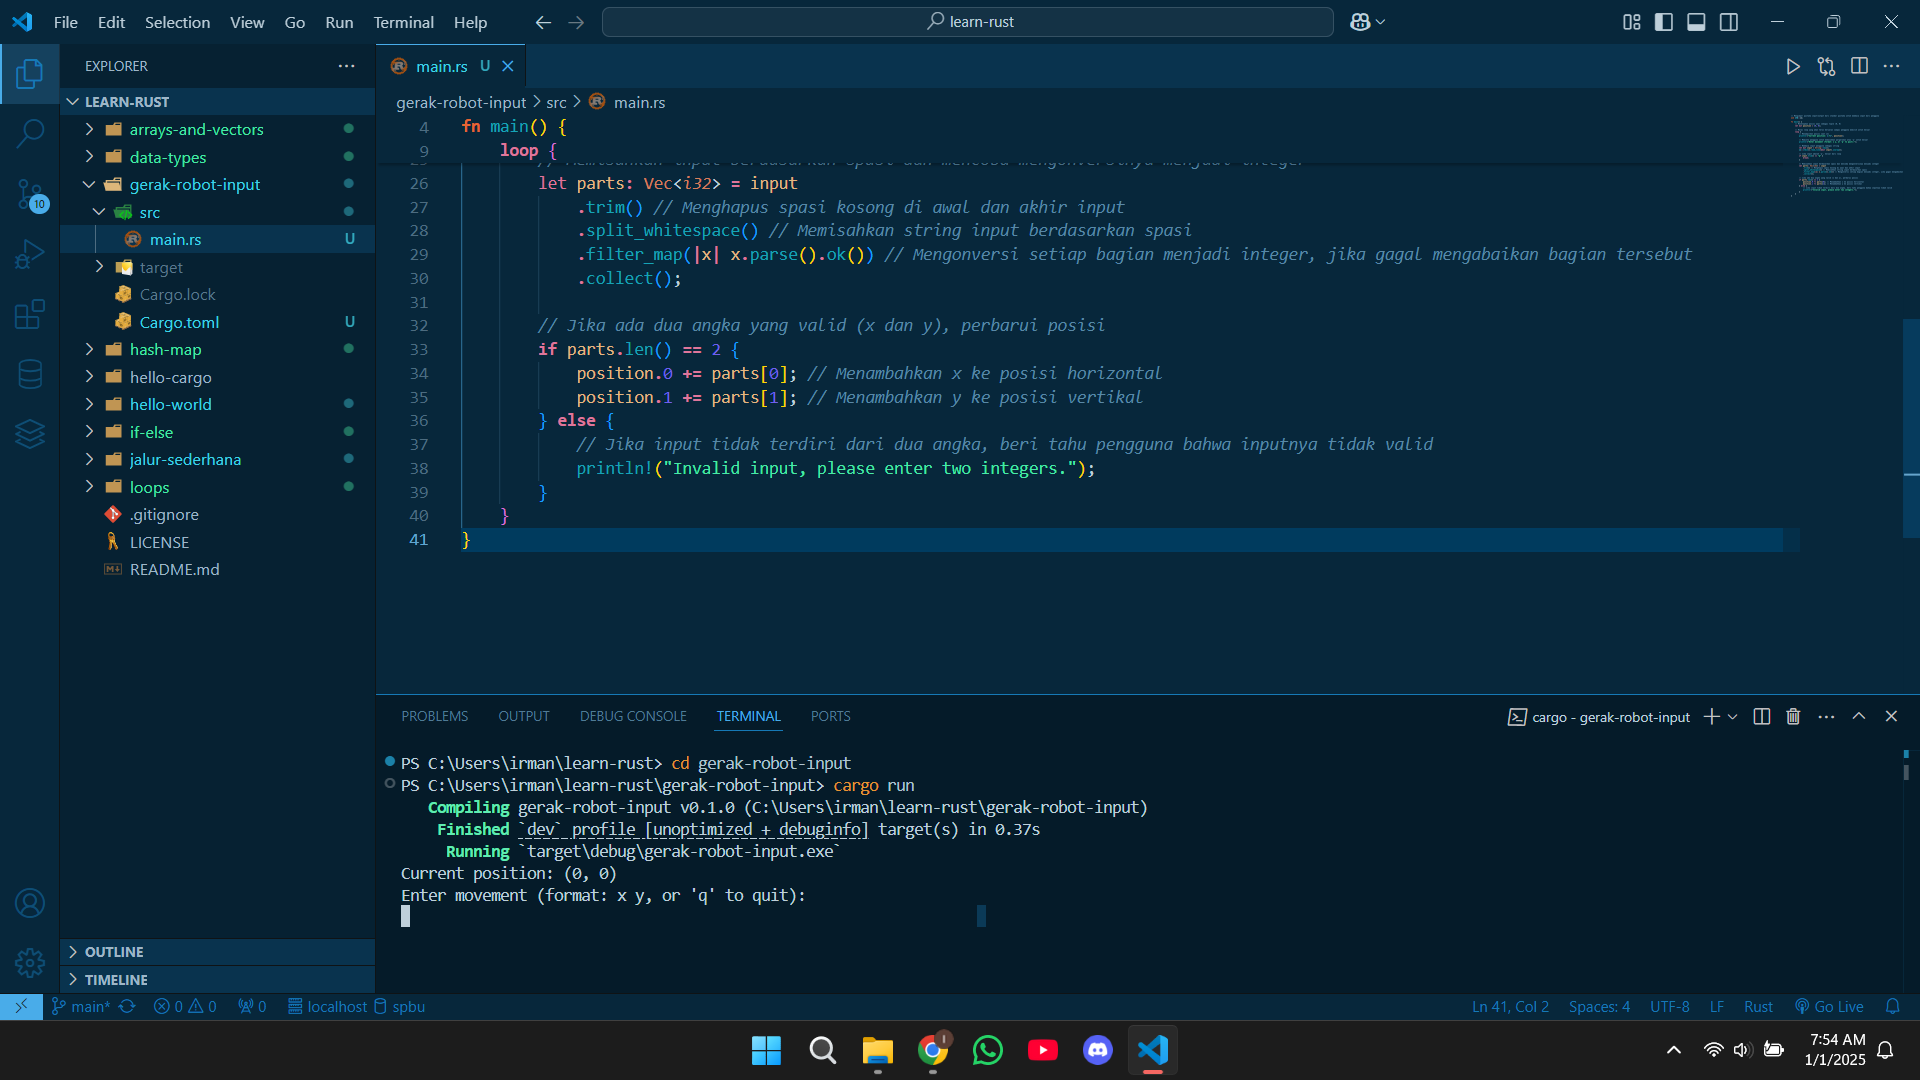 File Edit Selection View Go Run Terminal Help
learn-rust
EXPLORER
LEARN-RUST
arrays-and-vectors
data-types
gerak-robot-input
src
main.rs U
target
Cargo.lock
Cargo.toml U
hash-map
hello-cargo
hello-world
if-else
jalur-sederhana
loops
.gitignore
LICENSE
README.md
OUTLINE
TIMELINE
10
main.rs U
gerak-robot-input > src > main.rs
4 fn main() {
9 loop {
// Memisahkan input berdasarkan spasi dan mencoba mengonversinya menjadi integer
26 let parts: Vec<i32> = input
27 .trim() // Menghapus spasi kosong di awal dan akhir input
28 .split_whitespace() // Memisahkan string input berdasarkan spasi
29 .filter_map(|x| x.parse().ok()) // Mengonversi setiap bagian menjadi integer, jika gagal mengabaikan bagian tersebut
30 .collect();
31
32 // Jika ada dua angka yang valid (x dan y), perbarui posisi
33 if parts.len() == 2 {
34 position.0 += parts[0]; // Menambahkan x ke posisi horizontal
35 position.1 += parts[1]; // Menambahkan y ke posisi vertikal
36 } else {
37 // Jika input tidak terdiri dari dua angka, beri tahu pengguna bahwa inputnya tidak valid
38 println!("Invalid input, please enter two integers.");
39 }
40 }
41 }
PROBLEMS OUTPUT DEBUG CONSOLE TERMINAL PORTS
cargo - gerak-robot-input
PS C:\Users\irman\learn-rust> cd gerak-robot-input
PS C:\Users\irman\learn-rust\gerak-robot-input> cargo run
Compiling gerak-robot-input v0.1.0 (C:\Users\irman\learn-rust\gerak-robot-input)
Finished `dev` profile [unoptimized + debuginfo] target(s) in 0.37s
Running `target\debug\gerak-robot-input.exe`
Current position: (0, 0)
Enter movement (format: x y, or 'q' to quit):
main* 0 0 0 localhost spbu
Ln 41, Col 2 Spaces: 4 UTF-8 LF Rust Go Live
7:54 AM
1/1/2025